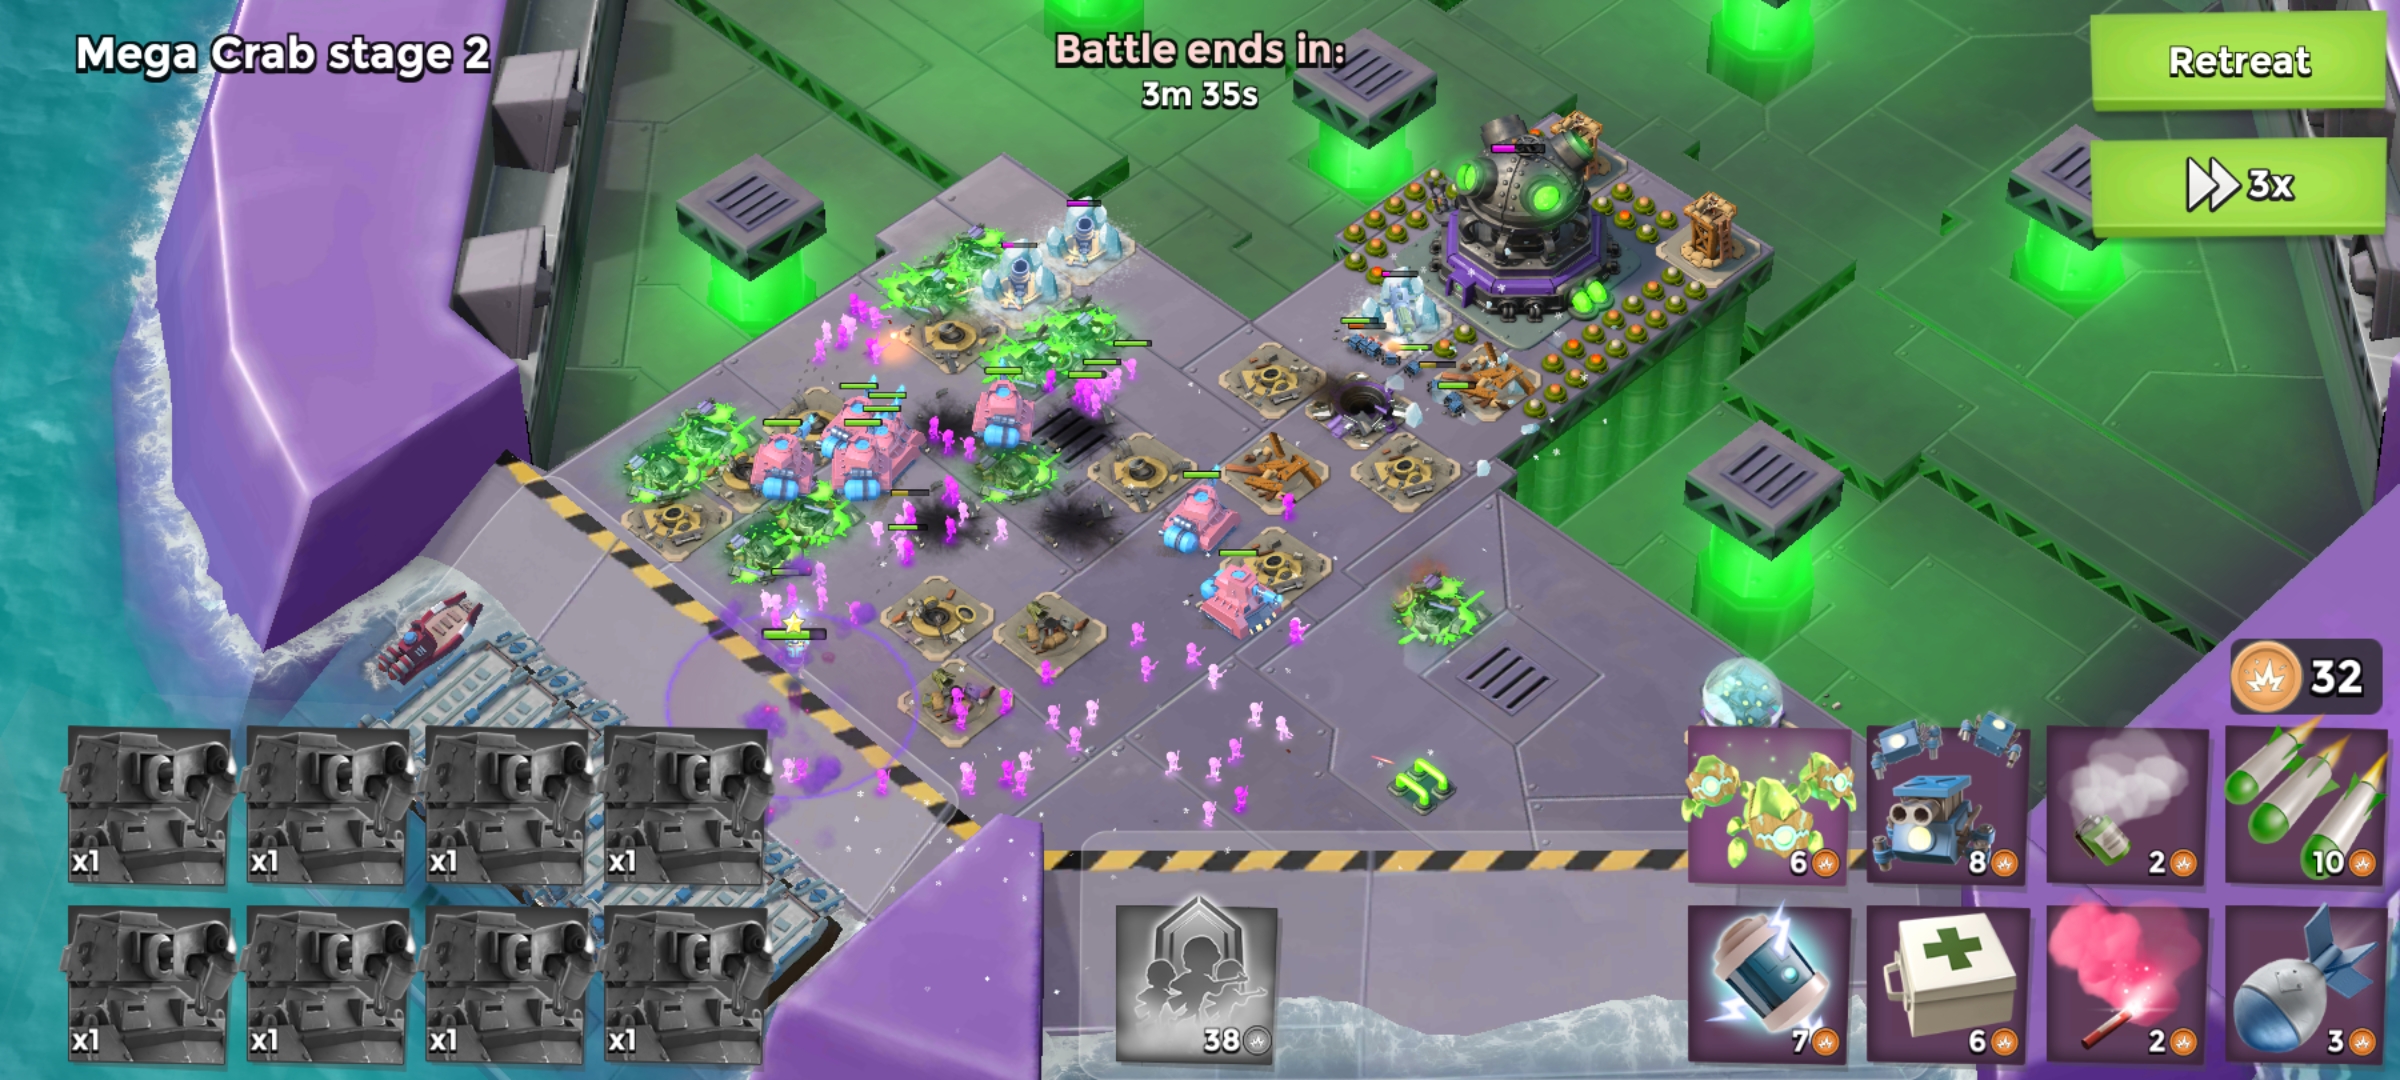 Mega Crab stage 2
Battle ends in:
3m 35s
Retreat
3x
32
x1
x1
x1
x1
6
8
2
10
x1
x1
x1
x1
38
7
6
2
3